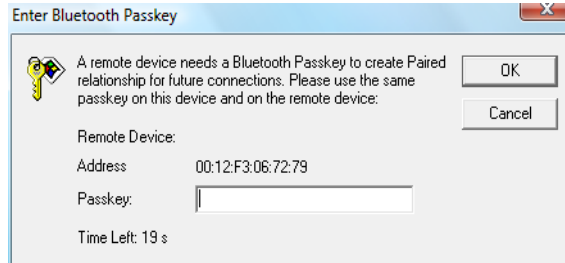 Enter Bluetooth Passkey
A remote device needs a Bluetooth Passkey to create Paired
relationship for future connections. Please use the same
passkey on this device and on the remote device:
OK
Cancel
Remote Device:
Address 00:12:F3:06:72:79
Passkey:
Time Left: 19 s